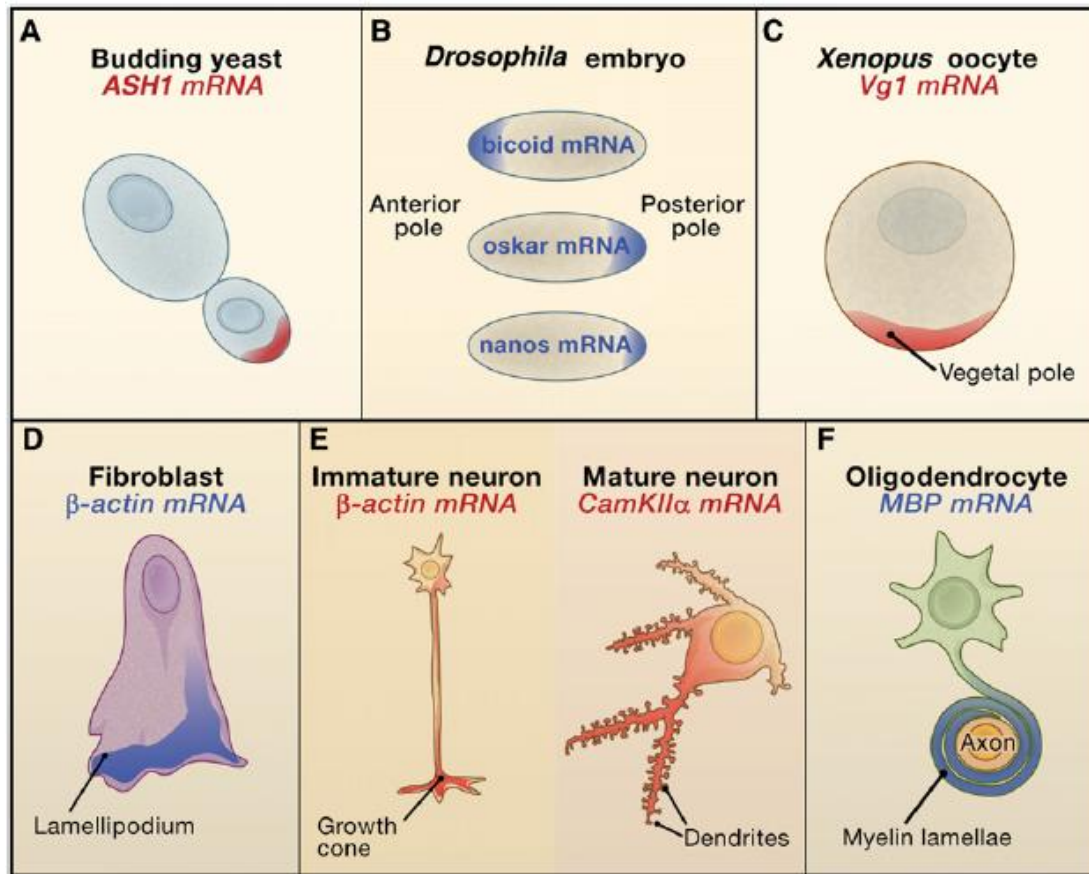 A
Budding yeast
ASH1 mRNA
B
Drosophila embryo
bicoid mRNA
Anterior
pole
Posterior
pole
oskar mRNA
nanos mRNA
C
Xenopus oocyte
Vg1 mRNA
Vegetal pole
D
Fibroblast
β-actin mRNA
Lamellipodium
E
Immature neuron
β-actin mRNA
Growth
cone
Mature neuron
CamKIIα mRNA
Dendrites
F
Oligodendrocyte
MBP mRNA
Axon
Myelin lamellae